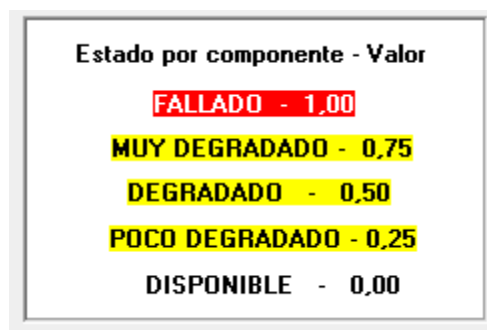 Estado por componente - Valor
FALLADO - 1,00
MUY DEGRADADO - 0,75
DEGRADADO - 0,50
POCO DEGRADADO - 0,25
DISPONIBLE - 0,00